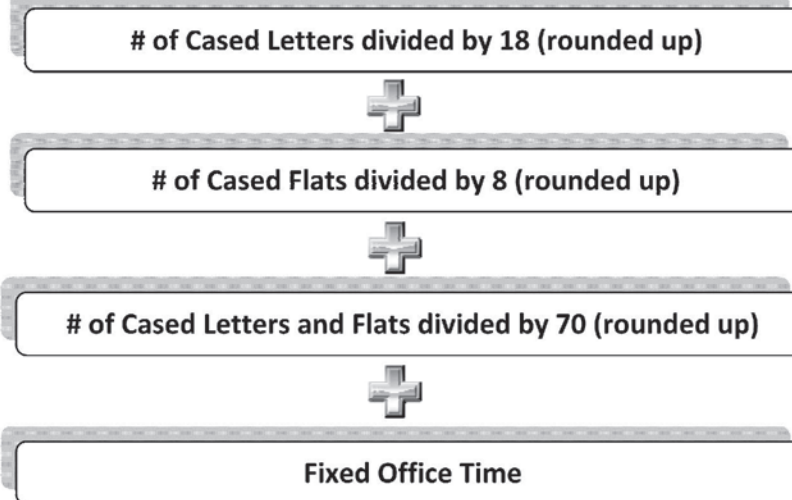 # of Cased Letters divided by 18 (rounded up)
# of Cased Flats divided by 8 (rounded up)
# of Cased Letters and Flats divided by 70 (rounded up)
Fixed Office Time